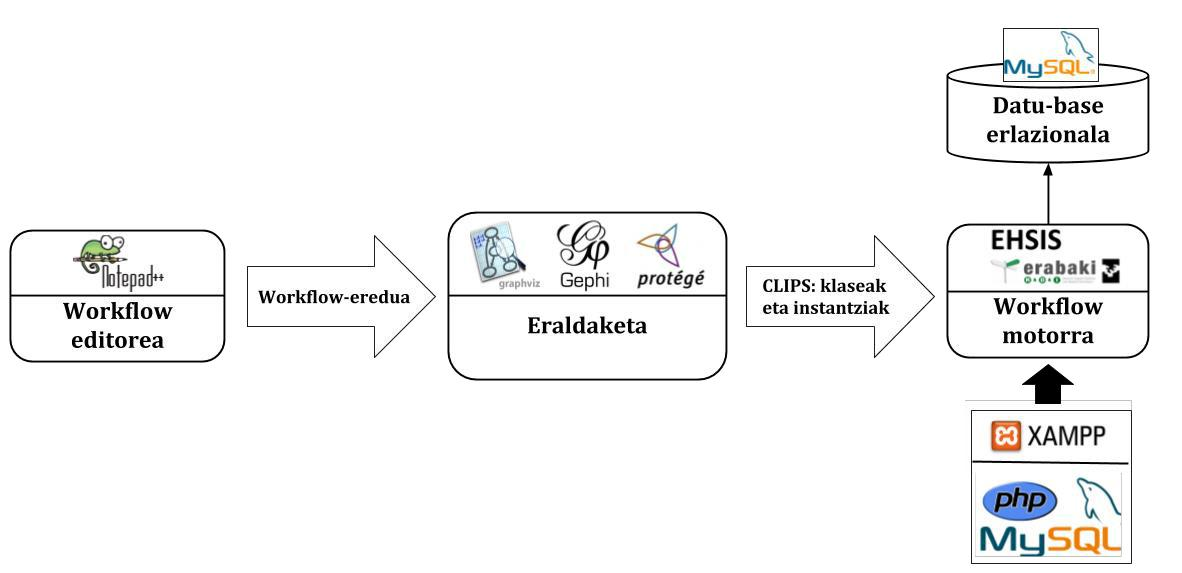 MySQL
Datu-base
erlazionala
Notepad++
Workflow
editorea
Workflow-eredua
graphviz
Gephi
protégé
Eraldaketa
CLIPS: klaseak
eta instantziak
EHSIS
erabaki
Workflow
motorra
XAMPP
php
MySQL